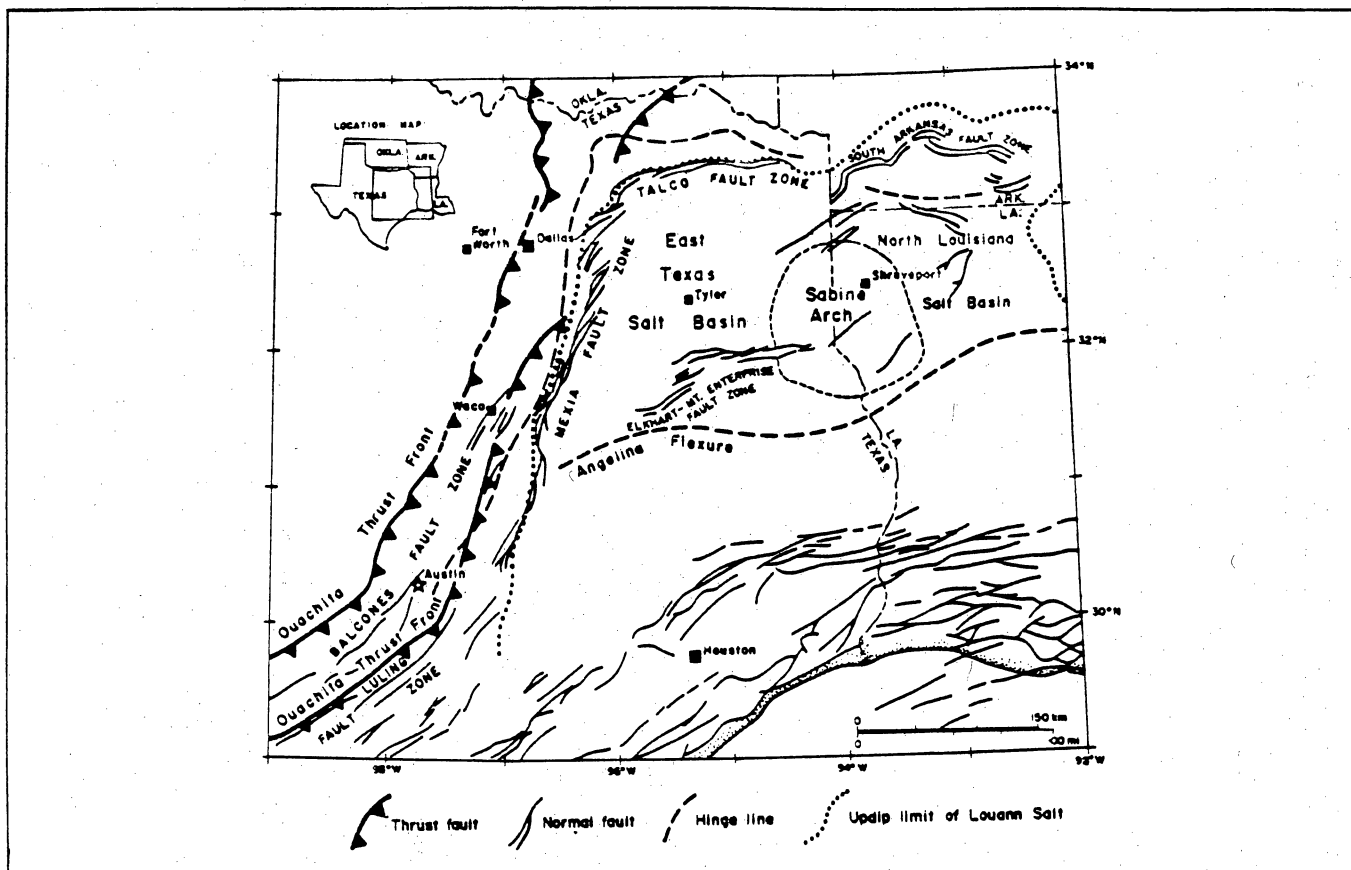 34°N
LOCATION MAP
OKLA.
ARK.
TEXAS
LA.
OKLA.
TEXAS
SOUTH ARKANSAS FAULT ZONE
TALCO FAULT ZONE
ARK.
LA.
Fort
Worth
Dallas
East
Texas
Salt Basin
Tyler
North Louisiana
Salt Basin
Shreveport
Sabine
Arch
32°N
MEXIA FAULT ZONE
ELKHART-MT. ENTERPRISE
FAULT ZONE
Angelina Flexure
LA.
TEXAS
Waco
Ouachita Thrust Front
BALCONES FAULT ZONE
Austin
Ouachita Thrust Front
LULING
FAULT ZONE
Houston
30°N
0 150 km
0
98°W
96°W
94°W
92°W
Thrust fault
Normal fault
Hinge line
Updip limit of Louann Salt